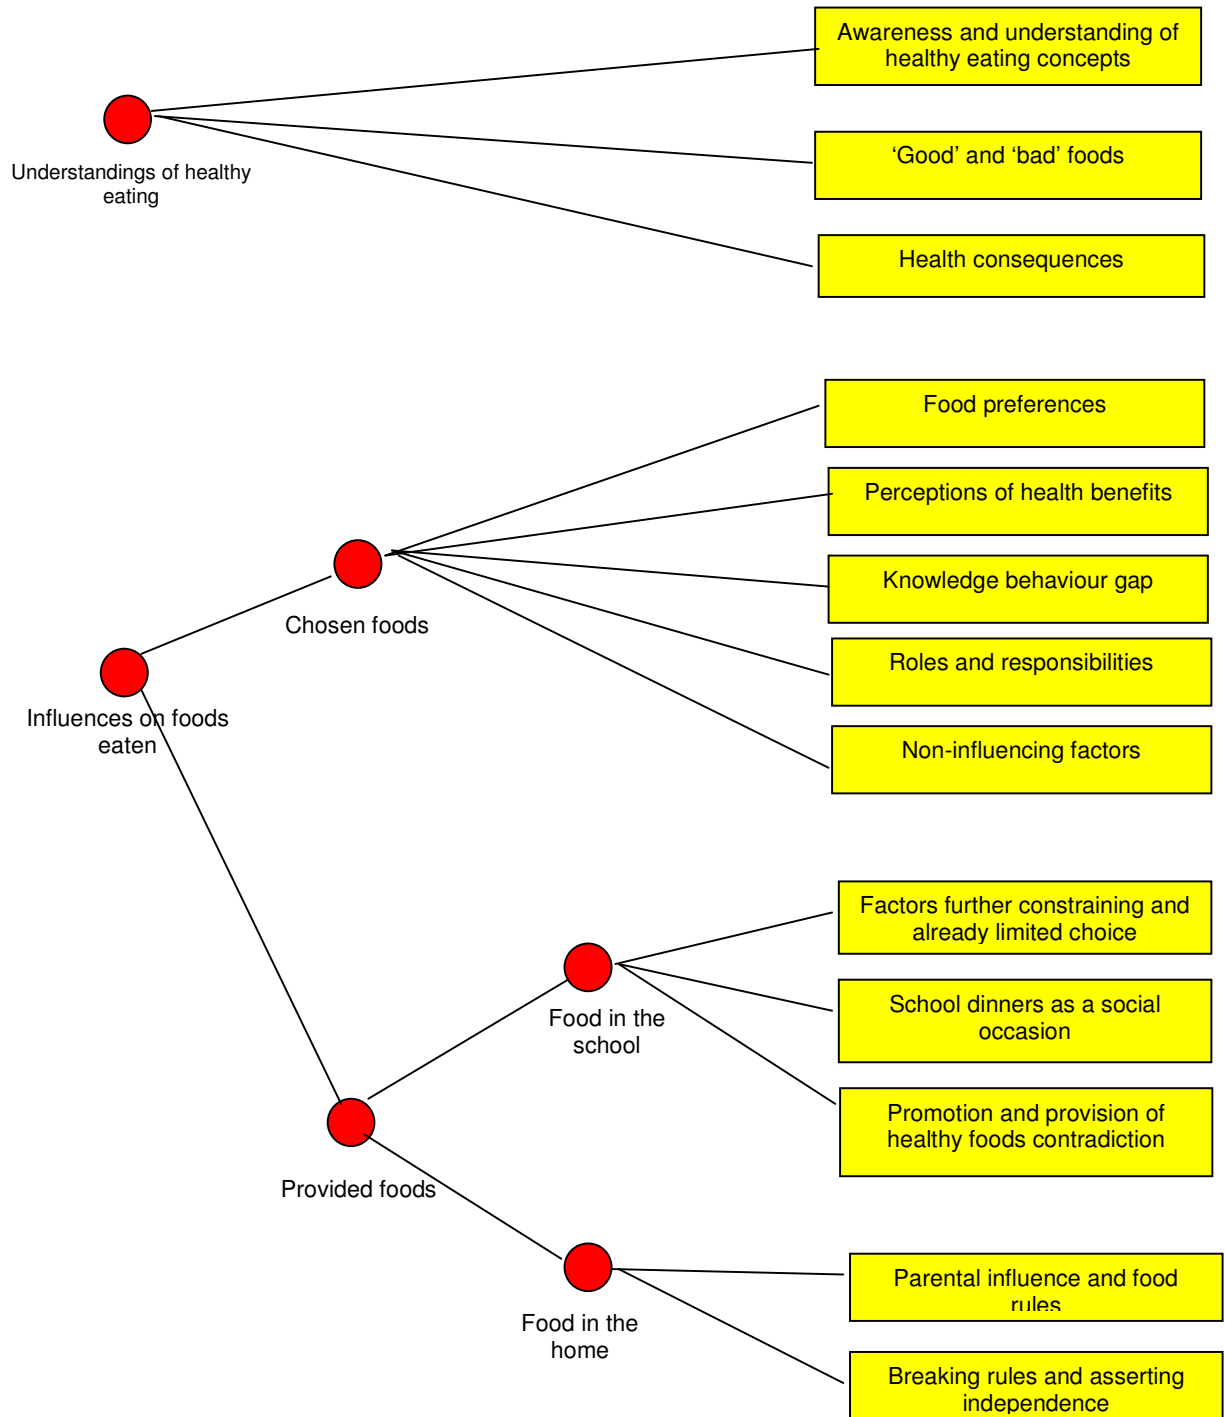 Awareness and understanding of
healthy eating concepts
Understandings of healthy
eating
‘Good’ and ‘bad’ foods
Health consequences
Food preferences
Perceptions of health benefits
Chosen foods
Knowledge behaviour gap
Roles and responsibilities
Influences on foods
eaten
Non-influencing factors
Factors further constraining and
already limited choice
Food in the
school
School dinners as a social
occasion
Promotion and provision of
healthy foods contradiction
Provided foods
Parental influence and food
rules
Food in the
home
Breaking rules and asserting
independence